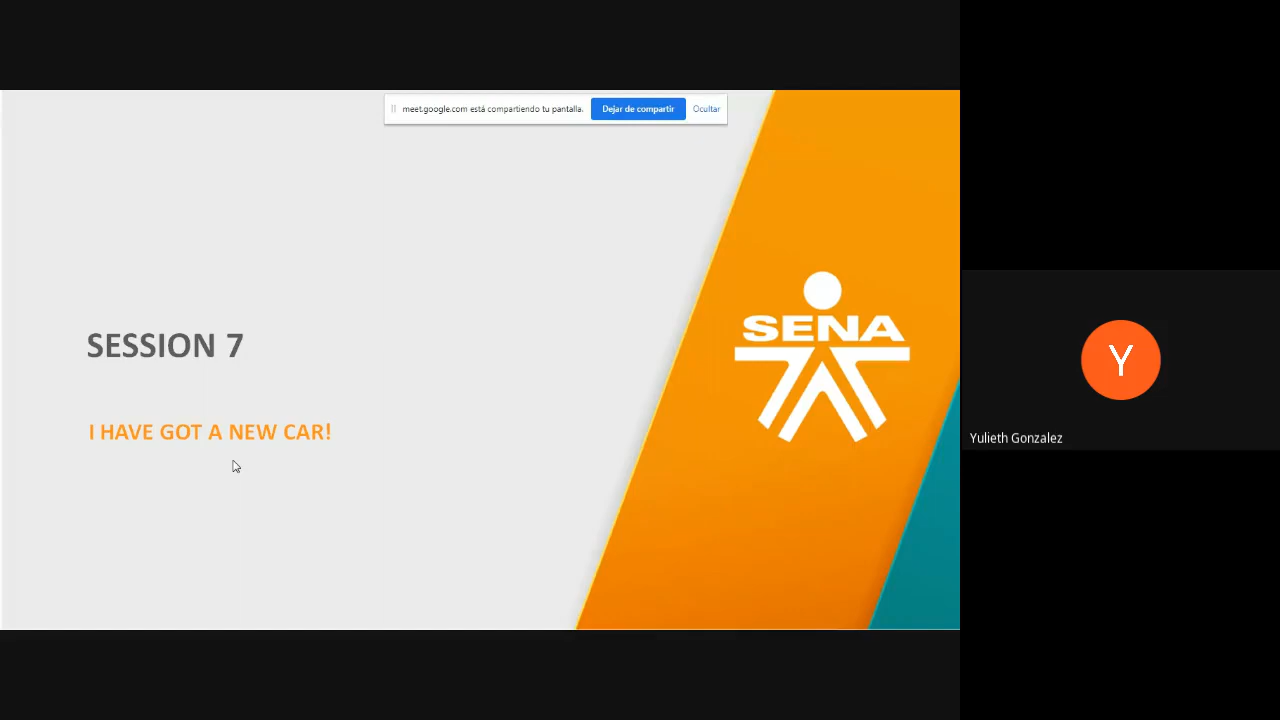 meet.google.com está compartiendo tu pantalla.
Dejar de compartir
Ocultar
SENA
SESSION 7
I HAVE GOT A NEW CAR!
Y
Yulieth Gonzalez